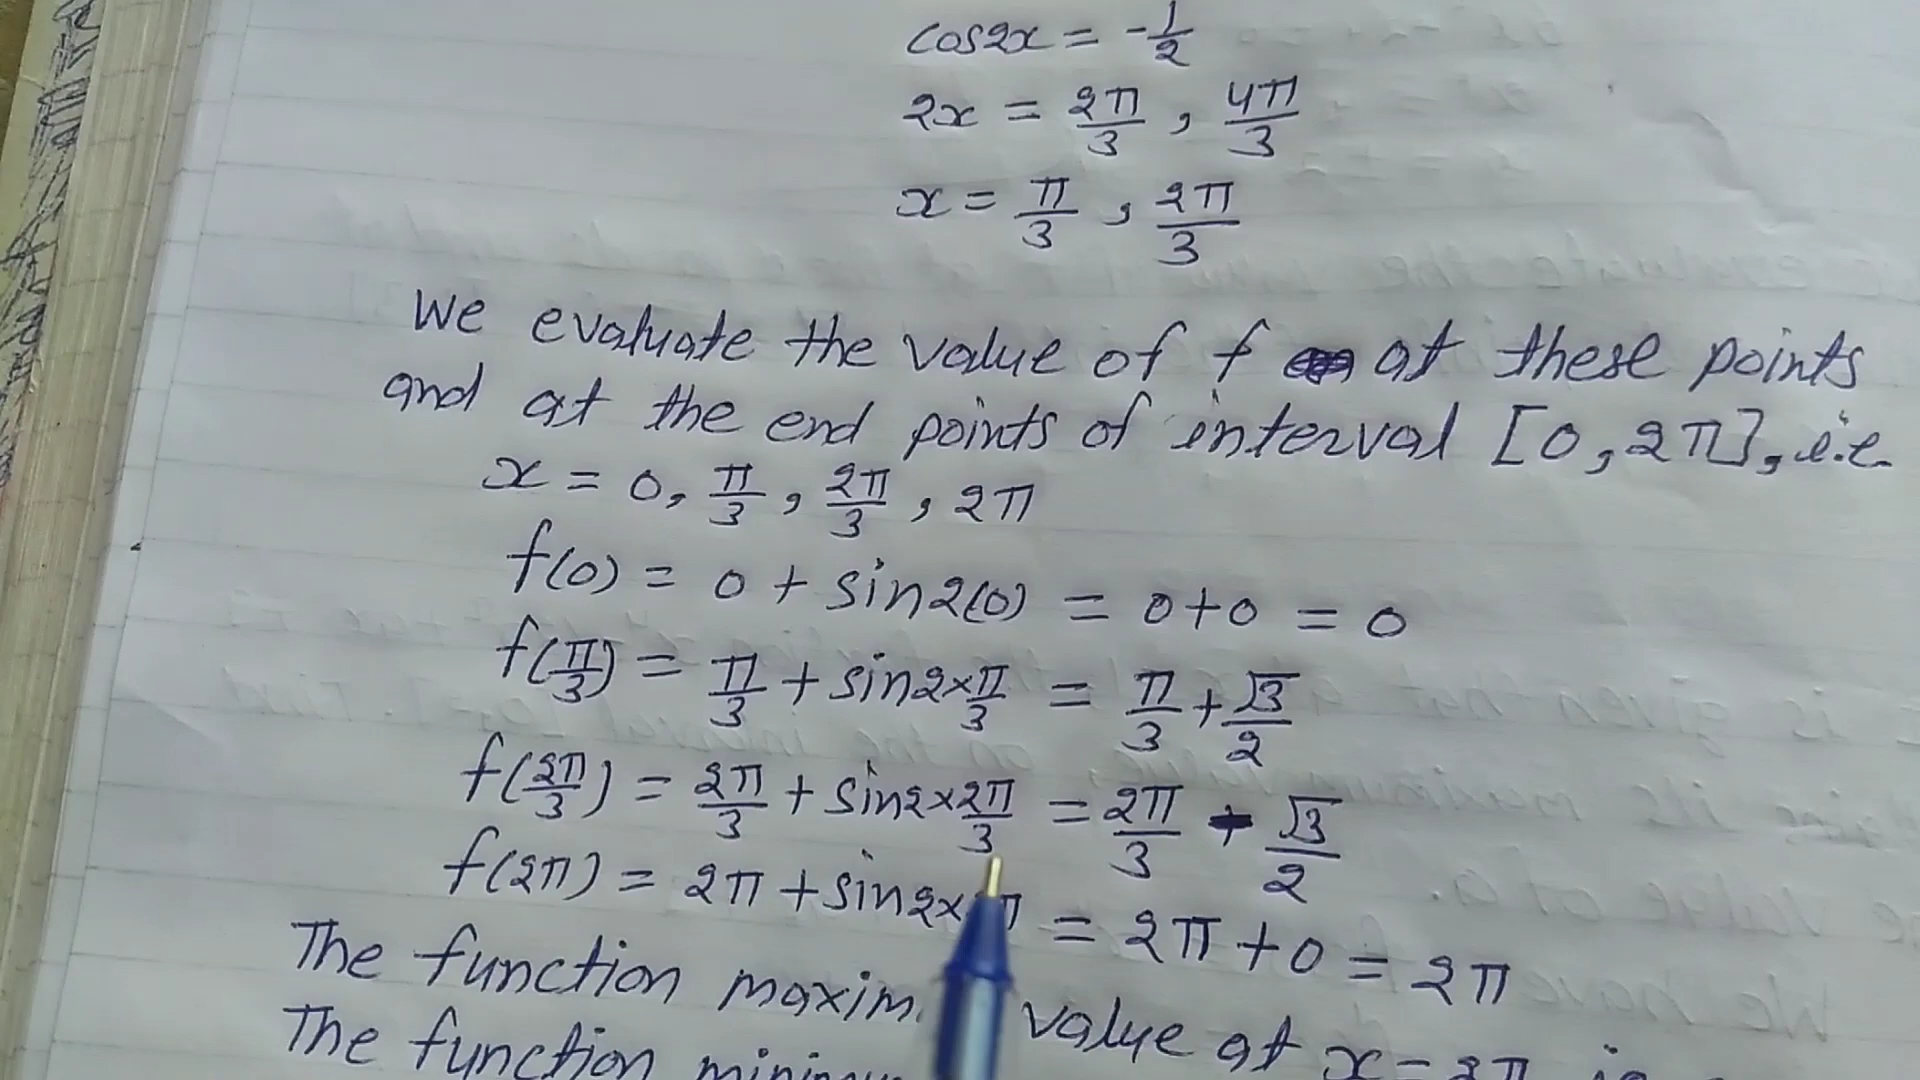 cos2x = -1/2
2x = 2π/3, 4π/3
x = π/3, 2π/3
We evaluate the value of f at these points
and at the end points of interval [0, 2π], i.e.
x = 0, π/3, 2π/3, 2π
f(0) = 0 + sin2(0) = 0+0 = 0
f(π/3) = π/3 + sin2×π/3 = π/3 + √3/2
f(2π/3) = 2π/3 + sin2×2π/3 = 2π/3 - √3/2
f(2π) = 2π + sin2× = 2π + 0 = 2π
The function value at x = 2π is
The function